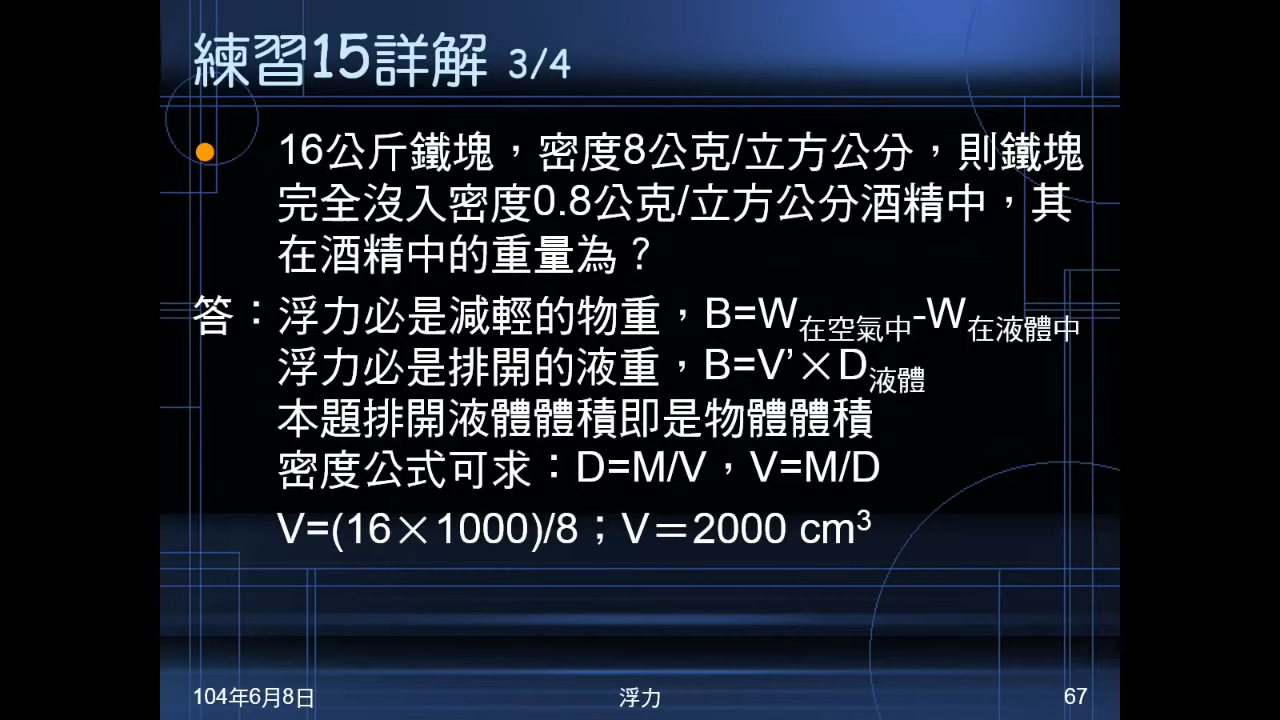 練習15詳解 3/4
16公斤鐵塊，密度8公克/立方公分，則鐵塊
完全沒入密度0.8公克/立方公分酒精中，其
在酒精中的重量為？
答：浮力必是減輕的物重，B=W在空氣中-W在液體中
浮力必是排開的液重，B=V’×D液體
本題排開液體體積即是物體體積
密度公式可求：D=M/V，V=M/D
V=(16×1000)/8；V＝2000 cm³
104年6月8日
浮力
67